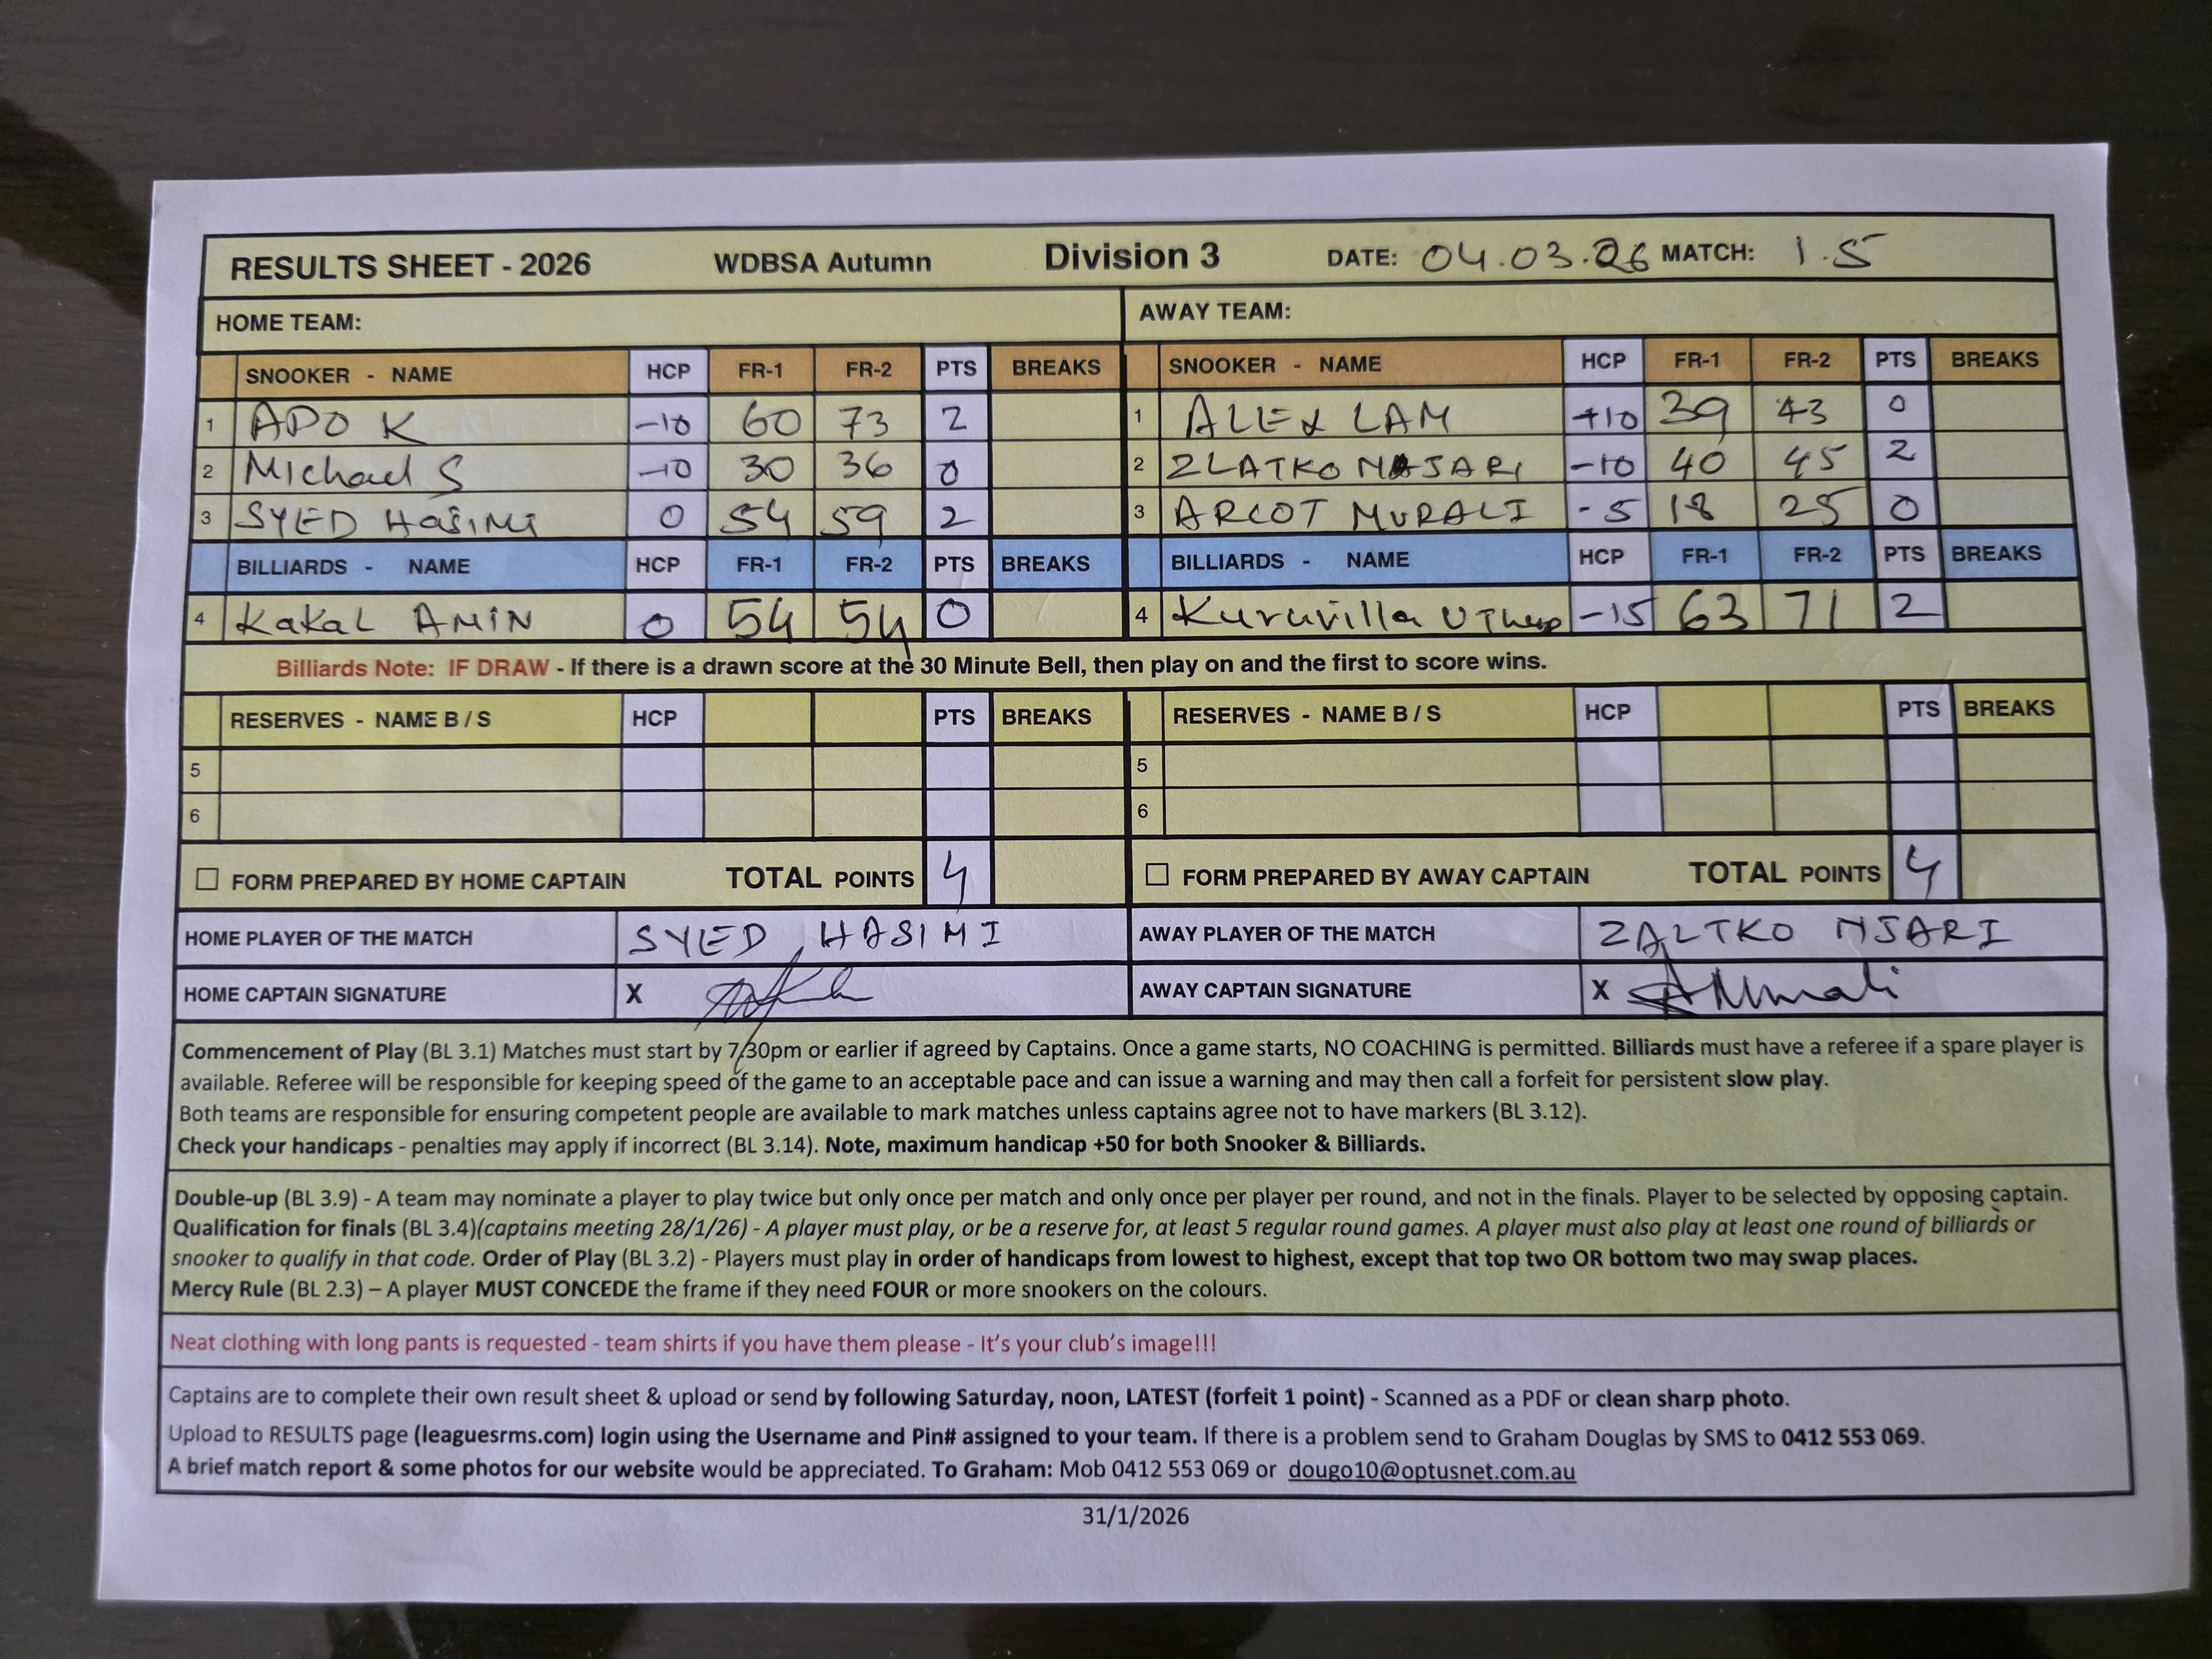 RESULTS SHEET - 2026 WDBSA Autumn Division 3 DATE: 04.03.26 MATCH: 1.5
HOME TEAM: AWAY TEAM:
SNOOKER - NAME HCP FR-1 FR-2 PTS BREAKS SNOOKER - NAME HCP FR-1 FR-2 PTS BREAKS
1 APO K -10 60 73 2 1 ALEX LAM +10 39 43 0
2 Michael S -10 30 36 0 2 ZLATKO NJSARI -10 40 45 2
3 SYED HASIMI 0 54 59 2 3 ARCOT MURALI -5 18 25 0
BILLIARDS - NAME HCP FR-1 FR-2 PTS BREAKS BILLIARDS - NAME HCP FR-1 FR-2 PTS BREAKS
4 KaKaL AMIN 0 54 54 0 4 Kuruvilla UThup -15 63 71 2
Billiards Note: IF DRAW - If there is a drawn score at the 30 Minute Bell, then play on and the first to score wins.
RESERVES - NAME B / S HCP PTS BREAKS RESERVES - NAME B / S HCP PTS BREAKS
5 5
6 6
FORM PREPARED BY HOME CAPTAIN TOTAL POINTS 4 FORM PREPARED BY AWAY CAPTAIN TOTAL POINTS 4
HOME PLAYER OF THE MATCH SYED HASIMI AWAY PLAYER OF THE MATCH ZALTKO NJSARI
HOME CAPTAIN SIGNATURE X AWAY CAPTAIN SIGNATURE X AMurali
Commencement of Play (BL 3.1) Matches must start by 7.30pm or earlier if agreed by Captains. Once a game starts, NO COACHING is permitted. Billiards must have a referee if a spare player is
available. Referee will be responsible for keeping speed of the game to an acceptable pace and can issue a warning and may then call a forfeit for persistent slow play.
Both teams are responsible for ensuring competent people are available to mark matches unless captains agree not to have markers (BL 3.12).
Check your handicaps - penalties may apply if incorrect (BL 3.14). Note, maximum handicap +50 for both Snooker & Billiards.
Double-up (BL 3.9) - A team may nominate a player to play twice but only once per match and only once per player per round, and not in the finals. Player to be selected by opposing captain.
Qualification for finals (BL 3.4)(captains meeting 28/1/26) - A player must play, or be a reserve for, at least 5 regular round games. A player must also play at least one round of billiards or
snooker to qualify in that code. Order of Play (BL 3.2) - Players must play in order of handicaps from lowest to highest, except that top two OR bottom two may swap places.
Mercy Rule (BL 2.3) – A player MUST CONCEDE the frame if they need FOUR or more snookers on the colours.
Neat clothing with long pants is requested - team shirts if you have them please - It's your club's image!!!
Captains are to complete their own result sheet & upload or send by following Saturday, noon, LATEST (forfeit 1 point) - Scanned as a PDF or clean sharp photo.
Upload to RESULTS page (leaguesrms.com) login using the Username and Pin# assigned to your team. If there is a problem send to Graham Douglas by SMS to 0412 553 069.
A brief match report & some photos for our website would be appreciated. To Graham: Mob 0412 553 069 or dougo10@optusnet.com.au
31/1/2026